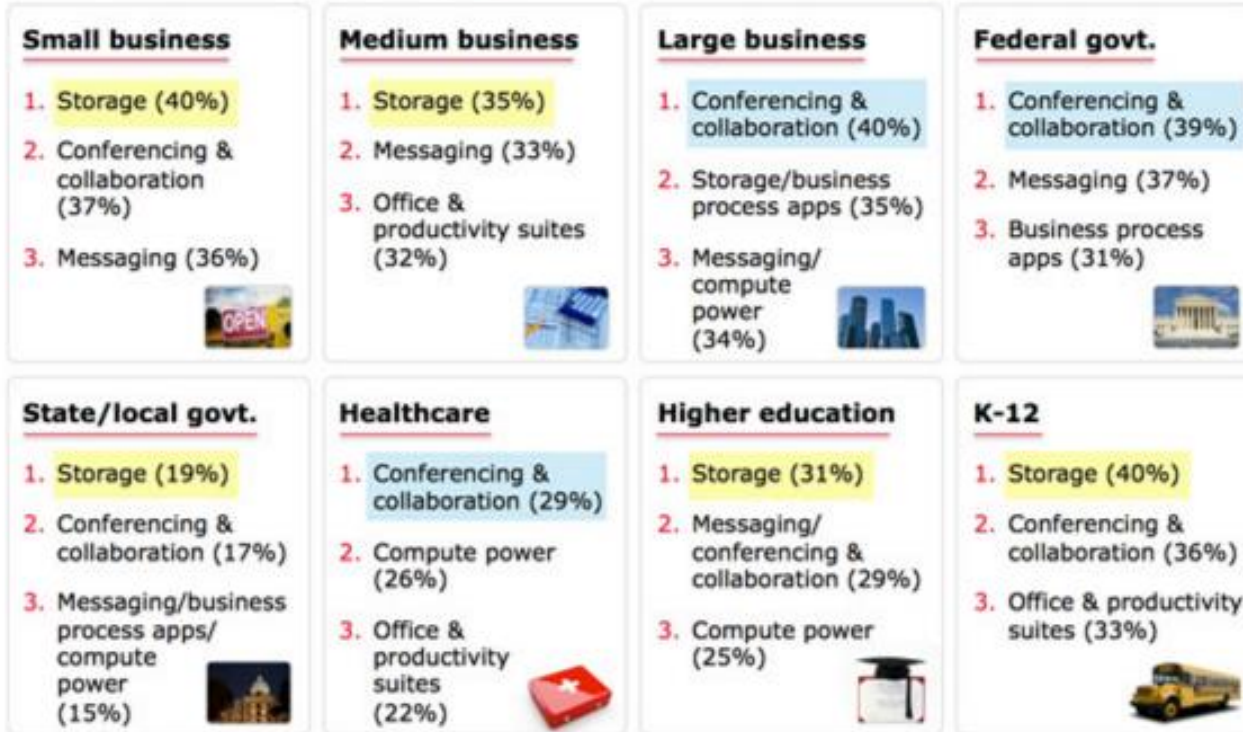 Small business
1. Storage (40%)
2. Conferencing &
collaboration
(37%)
3. Messaging (36%)
OPEN
Medium business
1. Storage (35%)
2. Messaging (33%)
3. Office &
productivity suites
(32%)
Large business
1. Conferencing &
collaboration (40%)
2. Storage/business
process apps (35%)
3. Messaging/
compute
power
(34%)
Federal govt.
1. Conferencing &
collaboration (39%)
2. Messaging (37%)
3. Business process
apps (31%)
State/local govt.
1. Storage (19%)
2. Conferencing &
collaboration (17%)
3. Messaging/business
process apps/
compute
power
(15%)
Healthcare
1. Conferencing &
collaboration (29%)
2. Compute power
(26%)
3. Office &
productivity
suites
(22%)
Higher education
1. Storage (31%)
2. Messaging/
conferencing &
collaboration (29%)
3. Compute power
(25%)
K-12
1. Storage (40%)
2. Conferencing &
collaboration (36%)
3. Office & productivity
suites (33%)